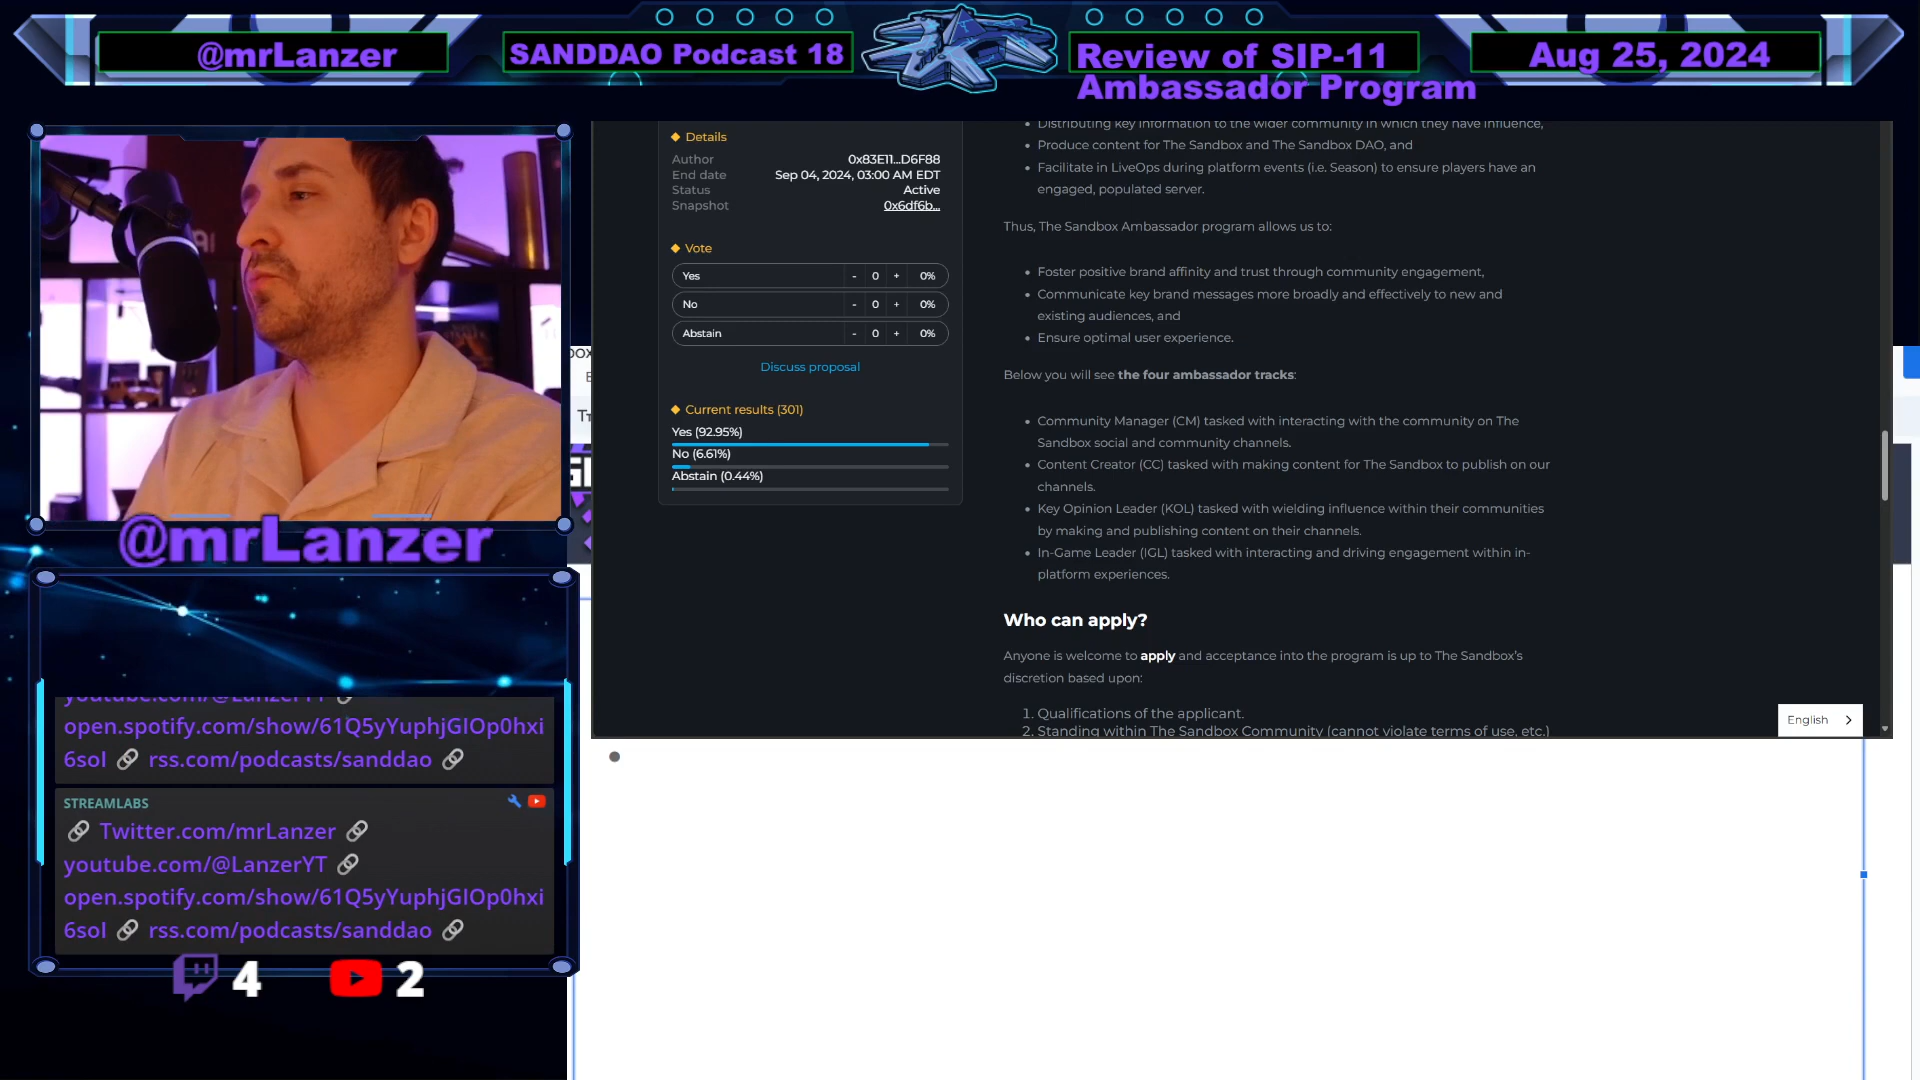 @mrLanzer
SANDDAO Podcast 18
Review of SIP-11
Ambassador Program
Aug 25, 2024
Details
Author 0x83E11...D6F88
End date Sep 04, 2024, 03:00 AM EDT
Status Active
Snapshot 0x6df6b...
Vote
Yes - 0 + 0%
No - 0 + 0%
Abstain - 0 + 0%
Discuss proposal
Current results (301)
Yes (92.95%)
No (6.61%)
Abstain (0.44%)
Distributing key information to the wider community in which they have influence,
Produce content for The Sandbox and The Sandbox DAO, and
Facilitate in LiveOps during platform events (i.e. Season) to ensure players have an
engaged, populated server.
Thus, The Sandbox Ambassador program allows us to:
Foster positive brand affinity and trust through community engagement,
Communicate key brand messages more broadly and effectively to new and
existing audiences, and
Ensure optimal user experience.
Below you will see the four ambassador tracks:
Community Manager (CM) tasked with interacting with the community on The
Sandbox social and community channels.
Content Creator (CC) tasked with making content for The Sandbox to publish on our
channels.
Key Opinion Leader (KOL) tasked with wielding influence within their communities
by making and publishing content on their channels.
In-Game Leader (IGL) tasked with interacting and driving engagement within in-
platform experiences.
Who can apply?
Anyone is welcome to apply and acceptance into the program is up to The Sandbox's
discretion based upon:
1. Qualifications of the applicant.
2. Standing within The Sandbox Community (cannot violate terms of use, etc.)
English
@mrLanzer
youtube.com/@LanzerYT
open.spotify.com/show/61Q5yYuphjGIOp0hxi
6sol rss.com/podcasts/sanddao
STREAMLABS
Twitter.com/mrLanzer
youtube.com/@LanzerYT
open.spotify.com/show/61Q5yYuphjGIOp0hxi
6sol rss.com/podcasts/sanddao
4
2